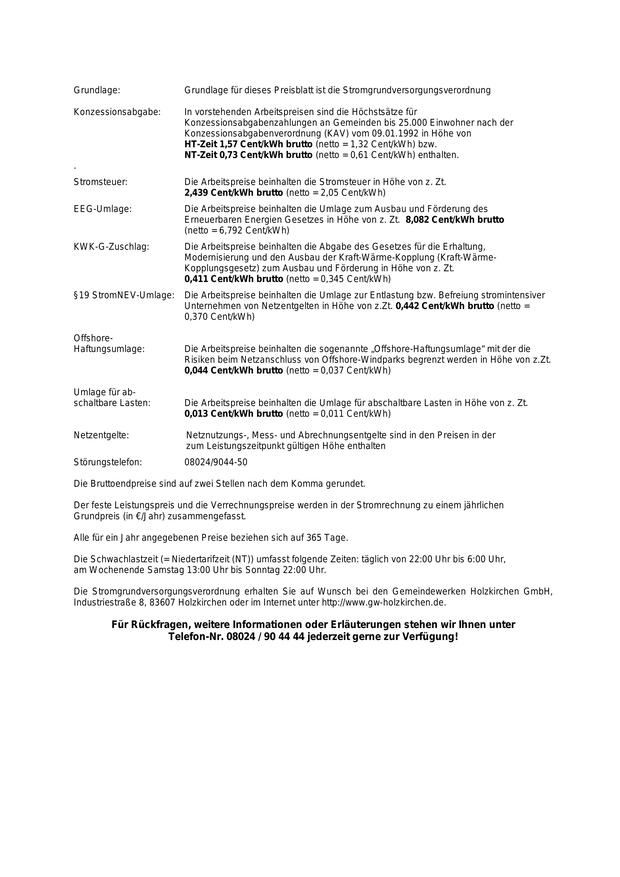 Grundlage: Grundlage für dieses Preisblatt ist die Stromgrundversorgungsverordnung
Konzessionsabgabe: In vorstehenden Arbeitspreisen sind die Höchstsätze für
Konzessionsabgabenzahlungen an Gemeinden bis 25.000 Einwohner nach der
Konzessionsabgabenverordnung (KAV) vom 09.01.1992 in Höhe von
HT-Zeit 1,57 Cent/kWh brutto (netto = 1,32 Cent/kWh) bzw.
NT-Zeit 0,73 Cent/kWh brutto (netto = 0,61 Cent/kWh) enthalten.
.
Stromsteuer: Die Arbeitspreise beinhalten die Stromsteuer in Höhe von z. Zt.
2,439 Cent/kWh brutto (netto = 2,05 Cent/kWh)
EEG-Umlage: Die Arbeitspreise beinhalten die Umlage zum Ausbau und Förderung des
Erneuerbaren Energien Gesetzes in Höhe von z. Zt. 8,082 Cent/kWh brutto
(netto = 6,792 Cent/kWh)
KWK-G-Zuschlag: Die Arbeitspreise beinhalten die Abgabe des Gesetzes für die Erhaltung,
Modernisierung und den Ausbau der Kraft-Wärme-Kopplung (Kraft-Wärme-
Kopplungsgesetz) zum Ausbau und Förderung in Höhe von z. Zt.
0,411 Cent/kWh brutto (netto = 0,345 Cent/kWh)
§19 StromNEV-Umlage: Die Arbeitspreise beinhalten die Umlage zur Entlastung bzw. Befreiung stromintensiver
Unternehmen von Netzentgelten in Höhe von z.Zt. 0,442 Cent/kWh brutto (netto =
0,370 Cent/kWh)
Offshore-
Haftungsumlage: Die Arbeitspreise beinhalten die sogenannte „Offshore-Haftungsumlage" mit der die
Risiken beim Netzanschluss von Offshore-Windparks begrenzt werden in Höhe von z.Zt.
0,044 Cent/kWh brutto (netto = 0,037 Cent/kWh)
Umlage für ab-
schaltbare Lasten: Die Arbeitspreise beinhalten die Umlage für abschaltbare Lasten in Höhe von z. Zt.
0,013 Cent/kWh brutto (netto = 0,011 Cent/kWh)
Netzentgelte: Netznutzungs-, Mess- und Abrechnungsentgelte sind in den Preisen in der
zum Leistungszeitpunkt gültigen Höhe enthalten
Störungstelefon: 08024/9044-50
Die Bruttoendpreise sind auf zwei Stellen nach dem Komma gerundet.
Der feste Leistungspreis und die Verrechnungspreise werden in der Stromrechnung zu einem jährlichen
Grundpreis (in €/Jahr) zusammengefasst.
Alle für ein Jahr angegebenen Preise beziehen sich auf 365 Tage.
Die Schwachlastzeit (= Niedertarifzeit (NT)) umfasst folgende Zeiten: täglich von 22:00 Uhr bis 6:00 Uhr,
am Wochenende Samstag 13:00 Uhr bis Sonntag 22:00 Uhr.
Die Stromgrundversorgungsverordnung erhalten Sie auf Wunsch bei den Gemeindewerken Holzkirchen GmbH,
Industriestraße 8, 83607 Holzkirchen oder im Internet unter http://www.gw-holzkirchen.de.
Für Rückfragen, weitere Informationen oder Erläuterungen stehen wir Ihnen unter
Telefon-Nr. 08024 / 90 44 44 jederzeit gerne zur Verfügung!